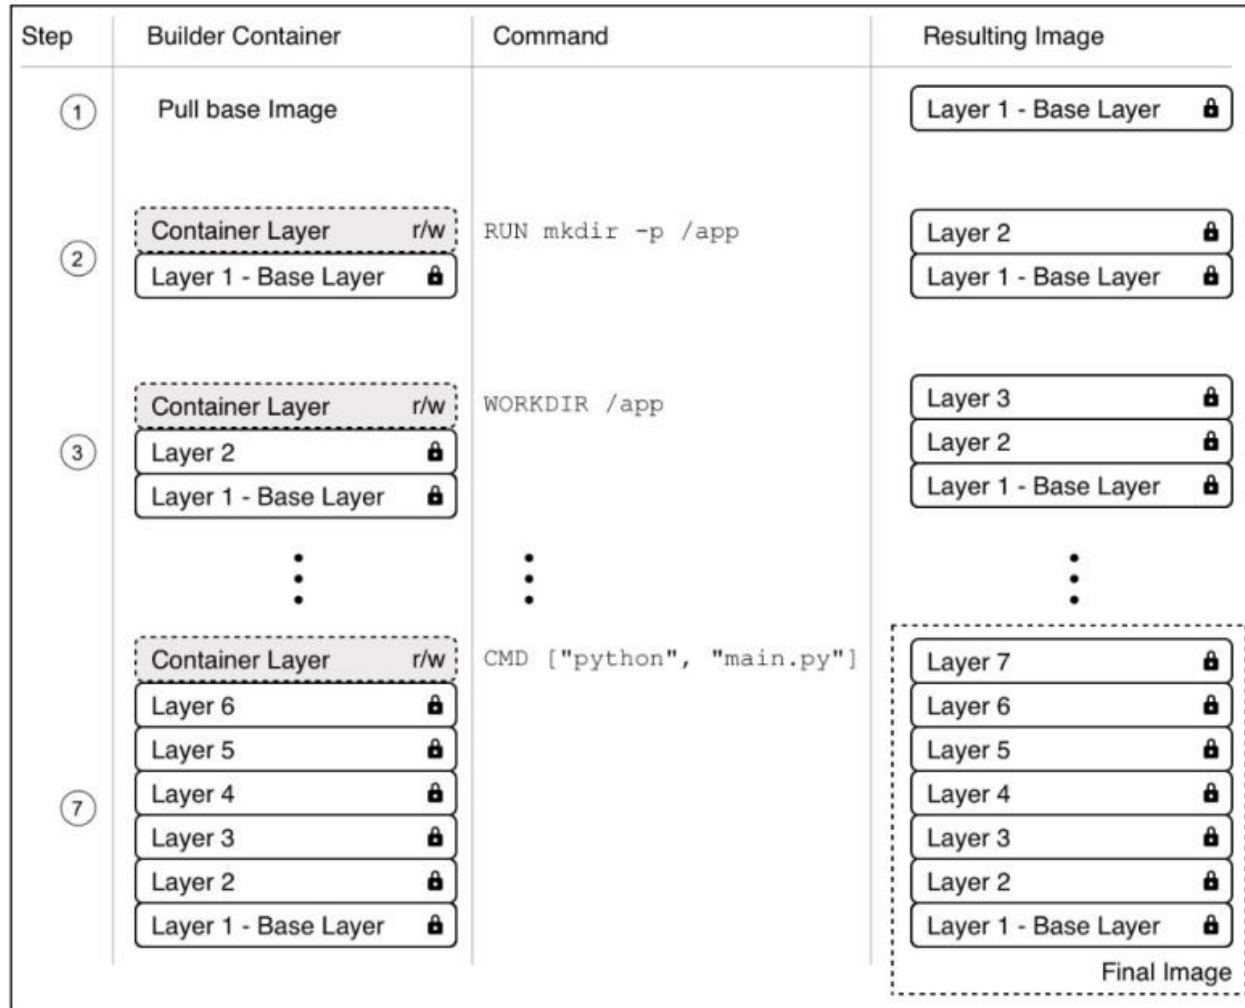 Step Builder Container Command Resulting Image
1 Pull base Image Layer 1 - Base Layer
Container Layer r/w RUN mkdir -p /app Layer 2
2
Layer 1 - Base Layer Layer 1 - Base Layer
Container Layer r/w WORKDIR /app Layer 3
3 Layer 2 Layer 2
Layer 1 - Base Layer Layer 1 - Base Layer
Container Layer r/w CMD ["python", "main.py"] Layer 7
Layer 6 Layer 6
Layer 5 Layer 5
Layer 4 Layer 4
7
Layer 3 Layer 3
Layer 2 Layer 2
Layer 1 - Base Layer Layer 1 - Base Layer
Final Image